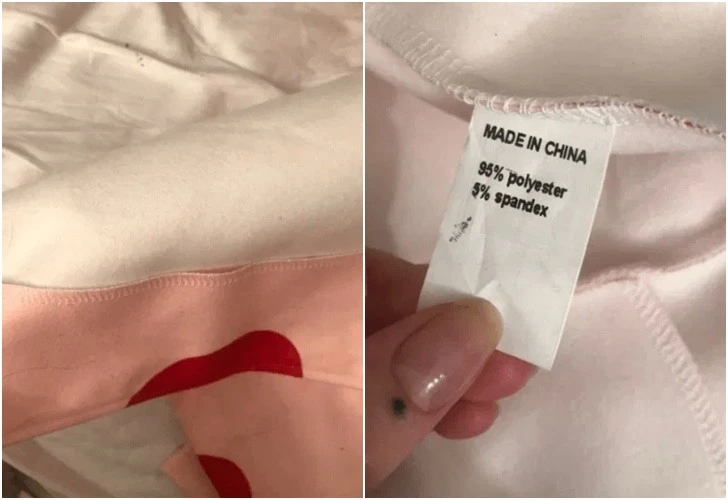 MADE IN CHINA
95% polyester
5% spandex